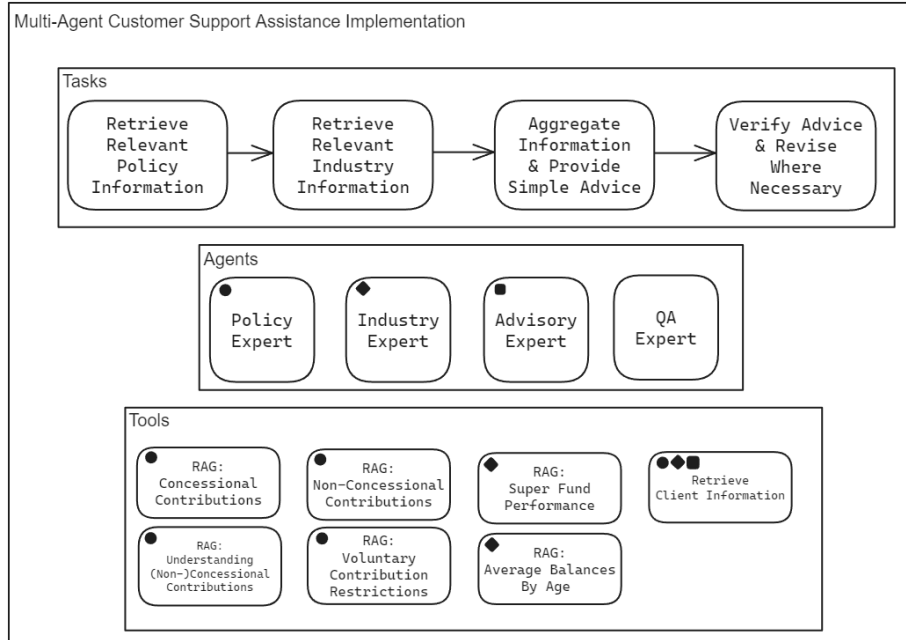 Multi-Agent Customer Support Assistance Implementation
Tasks
Retrieve
Relevant
Policy
Information
Retrieve
Relevant
Industry
Information
Aggregate
Information
& Provide
Simple Advice
Verify Advice
& Revise
Where
Necessary
Agents
Policy
Expert
Industry
Expert
Advisory
Expert
QA
Expert
Tools
RAG:
Concessional
Contributions
RAG:
Non-Concessional
Contributions
RAG:
Super Fund
Performance
Retrieve
Client Information
RAG:
Understanding
(Non-)Concessional
Contributions
RAG:
Voluntary
Contribution
Restrictions
RAG:
Average Balances
By Age